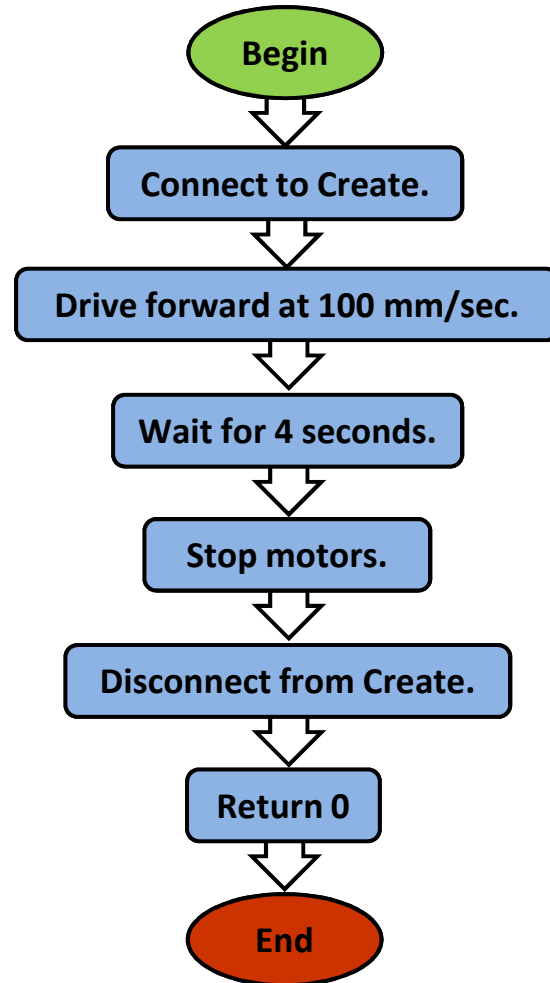 Begin
Connect to Create.
Drive forward at 100 mm/sec.
Wait for 4 seconds.
Stop motors.
Disconnect from Create.
Return 0
End